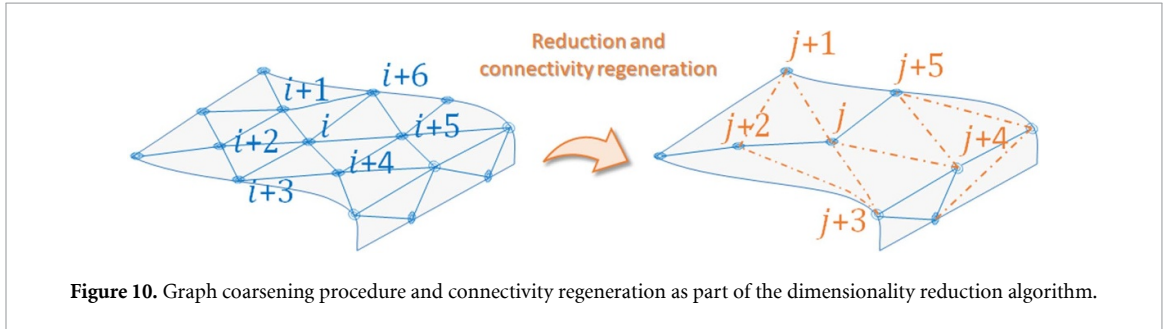 Reduction and
connectivity regeneration
i+1
i+6
i
i+2
i+5
i+4
i+3
j+1
j+5
j+2
j
j+4
j+3
Figure 10. Graph coarsening procedure and connectivity regeneration as part of the dimensionality reduction algorithm.